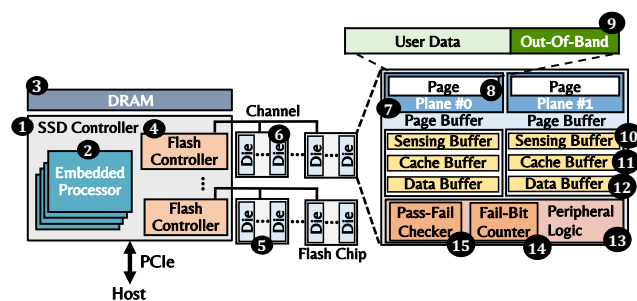 9
User Data Out-Of-Band
3
DRAM
Channel
1 SSD Controller 4
2
Embedded
Processor
Flash
Controller
...
Flash
Controller
6
Die ... Die Die ... Die
Die ... Die Die ... Die
5 Flash Chip
PCIe
Host
8
Page Page
7 Plane #0 Plane #1
Page Buffer Page Buffer
Sensing Buffer Sensing Buffer 10
Cache Buffer Cache Buffer 11
Data Buffer Data Buffer 12
Pass-Fail
Checker
15
Fail-Bit
Counter
14
Peripheral
Logic
13